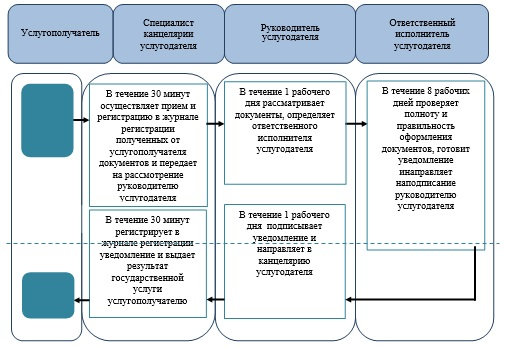 Услугополучатель
Специалист
канцелярии
услугодателя
Руководитель
услугодателя
Ответственный
исполнитель
услугодателя
В течение 30 минут
осуществляет прием и
регистрацию в журнале
регистрации
полученных от
услугополучателя
документов и передает
на рассмотрение
руководителю
услугодателя
В течение 1 рабочего
дня рассматривает
документы, определяет
ответственного
исполнителя
услугодателя
В течение 8 рабочих
дней проверяет
полноту и
правильность
оформления
документов, готовит
уведомление
инаправляет
наподписание
руководителю
услугодателя
В течение 30 минут
регистрирует в
журнале регистрации
уведомление и выдает
результат
государственной
услуги
услугополучателю
В течение 1 рабочего
дня подписывает
уведомление и
направляет в
канцелярию
услугодателя